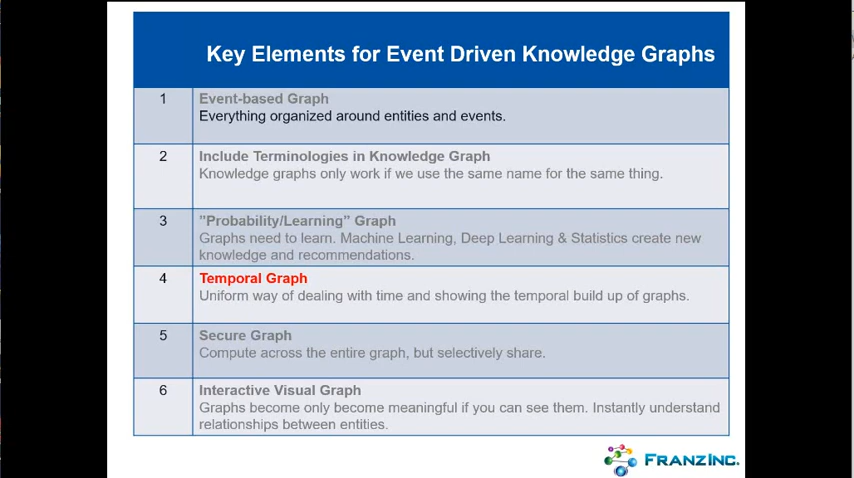 Key Elements for Event Driven Knowledge Graphs
1
Event-based Graph
Everything organized around entities and events.
2
Include Terminologies in Knowledge Graph
Knowledge graphs only work if we use the same name for the same thing.
3
"Probability/Learning" Graph
Graphs need to learn. Machine Learning, Deep Learning & Statistics create new
knowledge and recommendations.
4
Temporal Graph
Uniform way of dealing with time and showing the temporal build up of graphs.
5
Secure Graph
Compute across the entire graph, but selectively share.
6
Interactive Visual Graph
Graphs become only become meaningful if you can see them. Instantly understand
relationships between entities.
FRANZ INC.